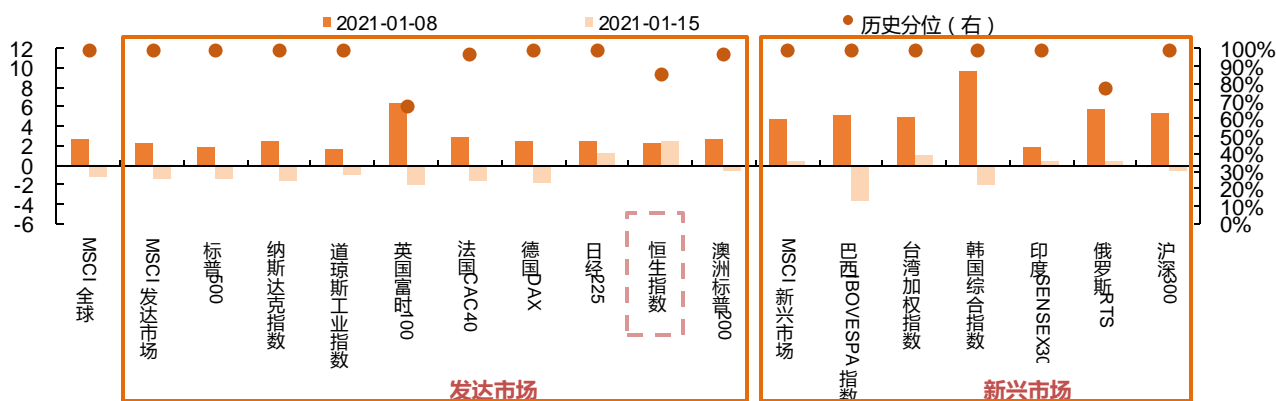 2021-01-08
2021-01-15
历史分位（右）
12
10
8
6
4
2
0
-2
-4
-6
100%
90%
80%
70%
60%
50%
40%
30%
20%
10%
0%
MSCI 全球
MSCI 发达市场
标普500
纳斯达克指数
道琼斯工业指数
英国富时100
法国CAC40
德国DAX
日经225
恒生指数
澳洲标普200
MSCI 新兴市场
巴西BOVESPA 指数
台湾加权指数
韩国综合指数
印度SENSEX30
俄罗斯RTS
沪深300
发达市场
新兴市场